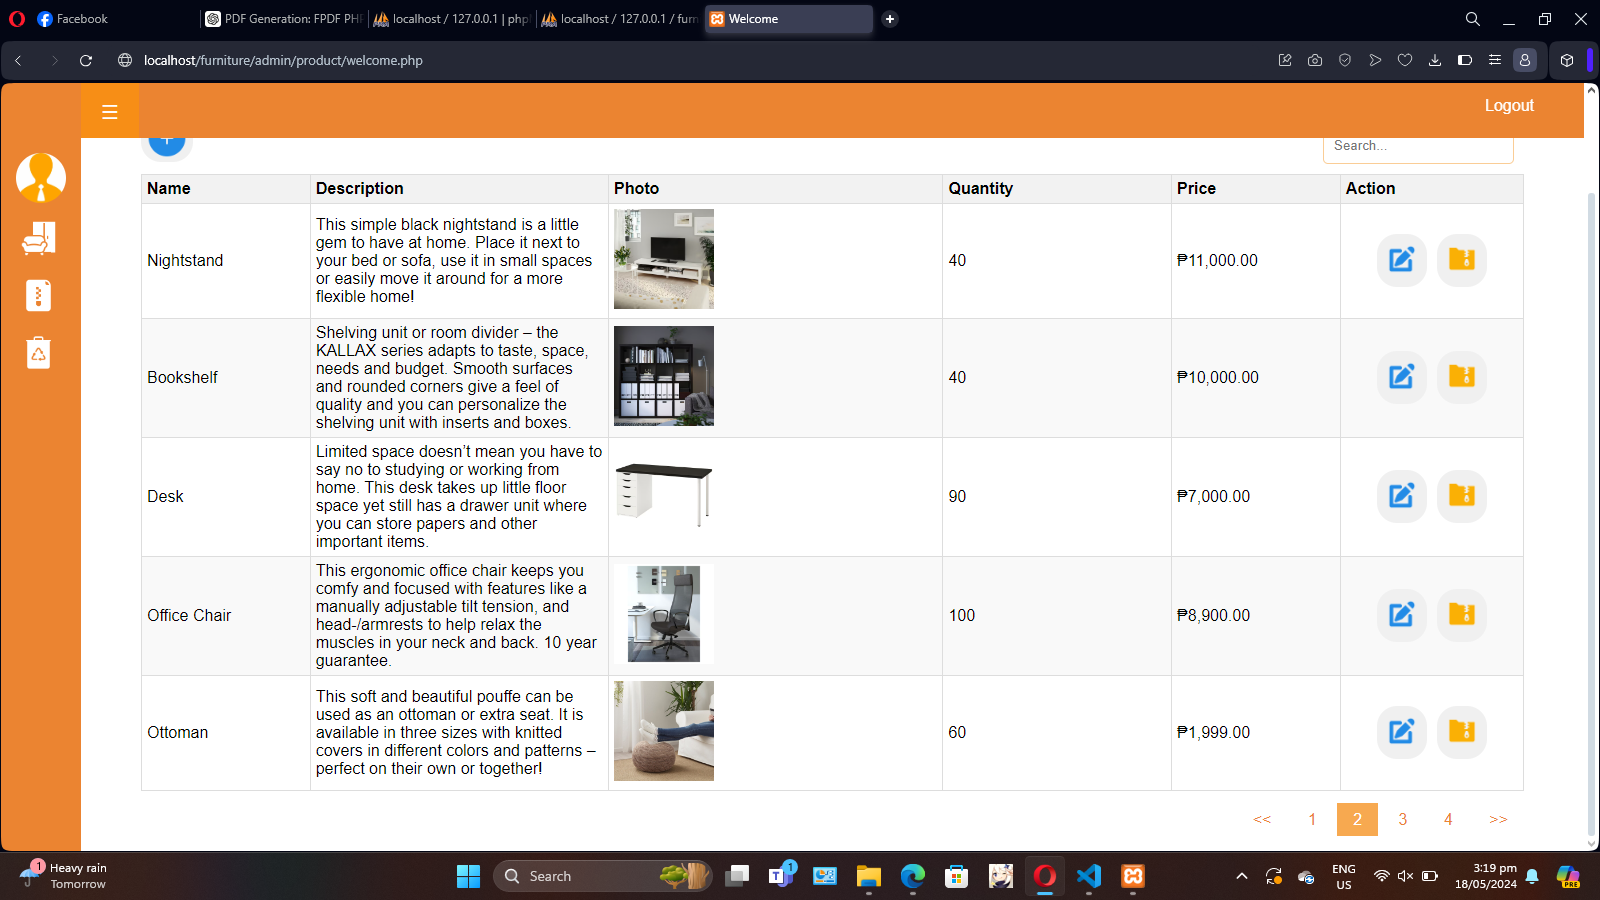 Facebook
PDF Generation: FPDF PHP
localhost / 127.0.0.1 | php
localhost / 127.0.0.1 / furn
Welcome
localhost/furniture/admin/product/welcome.php
Logout
Search...
Name Description Photo Quantity Price Action
Nightstand
This simple black nightstand is a little
gem to have at home. Place it next to
your bed or sofa, use it in small spaces
or easily move it around for a more
flexible home!
40
₱11,000.00
Bookshelf
Shelving unit or room divider – the
KALLAX series adapts to taste, space,
needs and budget. Smooth surfaces
and rounded corners give a feel of
quality and you can personalize the
shelving unit with inserts and boxes.
40
₱10,000.00
Desk
Limited space doesn’t mean you have to
say no to studying or working from
home. This desk takes up little floor
space yet still has a drawer unit where
you can store papers and other
important items.
90
₱7,000.00
Office Chair
This ergonomic office chair keeps you
comfy and focused with features like a
manually adjustable tilt tension, and
head-/armrests to help relax the
muscles in your neck and back. 10 year
guarantee.
100
₱8,900.00
Ottoman
This soft and beautiful pouffe can be
used as an ottoman or extra seat. It is
available in three sizes with knitted
covers in different colors and patterns –
perfect on their own or together!
60
₱1,999.00
<< 1 2 3 4 >>
1
Heavy rain
Tomorrow
Search
1
ENG
US
3:19 pm
18/05/2024
PRE